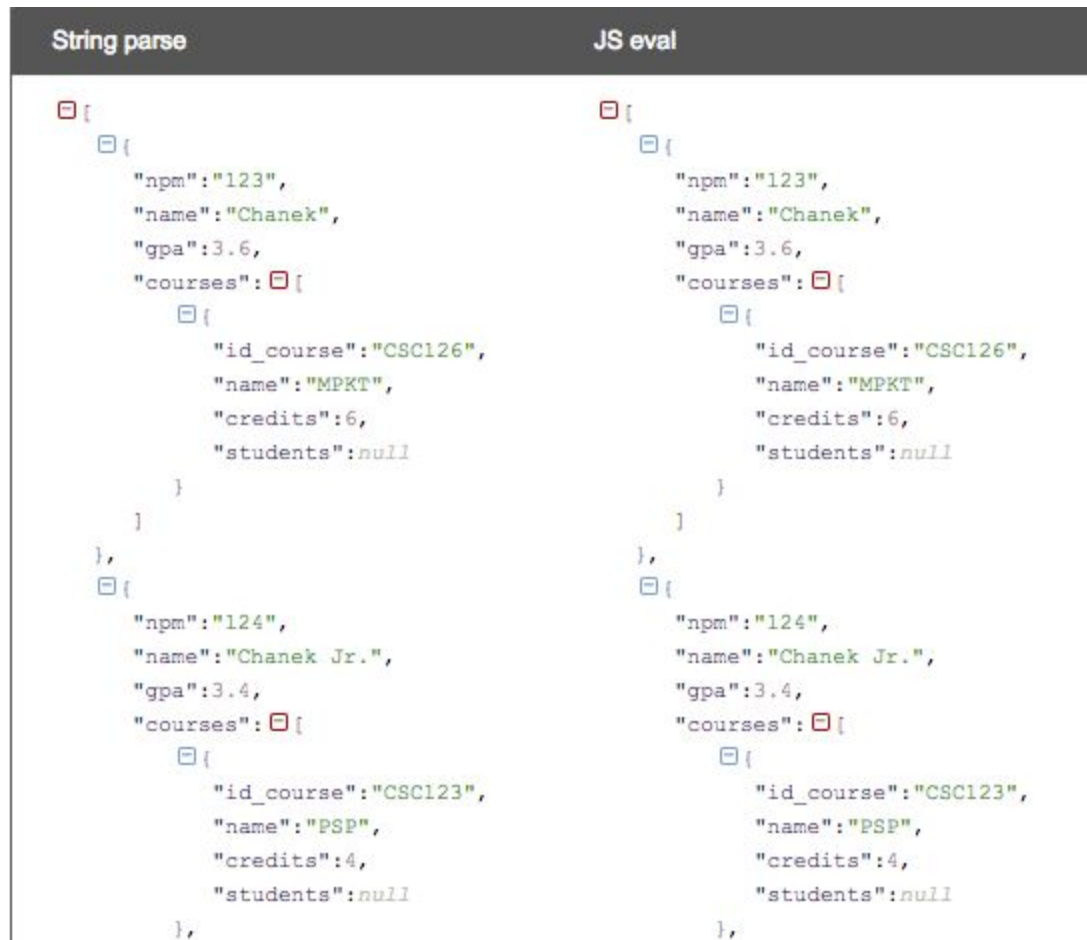 String parse
[
{
"npm":"123",
"name":"Chanek",
"gpa":3.6,
"courses":[
{
"id_course":"CSC126",
"name":"MPKT",
"credits":6,
"students":null
}
]
},
{
"npm":"124",
"name":"Chanek Jr.",
"gpa":3.4,
"courses":[
{
"id_course":"CSC123",
"name":"PSP",
"credits":4,
"students":null
},
JS eval
[
{
"npm":"123",
"name":"Chanek",
"gpa":3.6,
"courses":[
{
"id_course":"CSC126",
"name":"MPKT",
"credits":6,
"students":null
}
]
},
{
"npm":"124",
"name":"Chanek Jr.",
"gpa":3.4,
"courses":[
{
"id_course":"CSC123",
"name":"PSP",
"credits":4,
"students":null
},